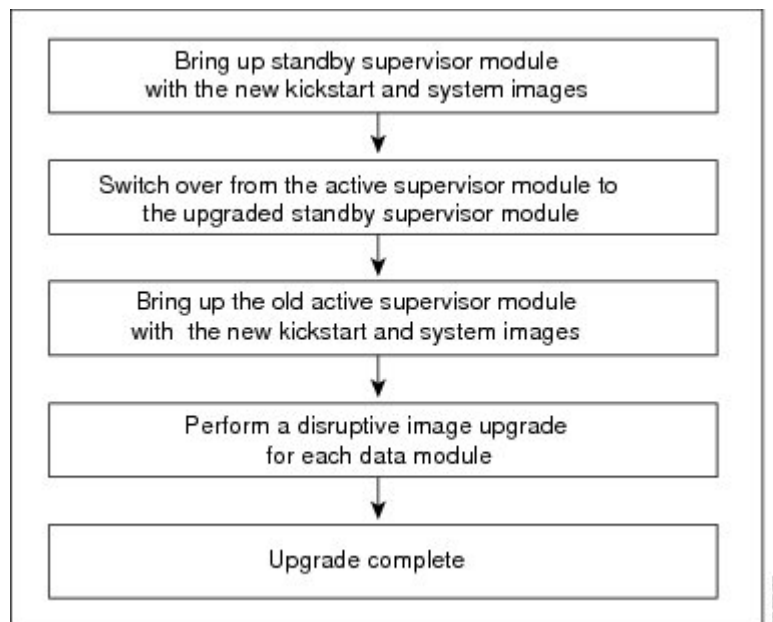 Bring up standby supervisor module
with the new kickstart and system images
Switch over from the active supervisor module to
the upgraded standby supervisor module
Bring up the old active supervisor module
with the new kickstart and system images
Perform a disruptive image upgrade
for each data module
Upgrade complete